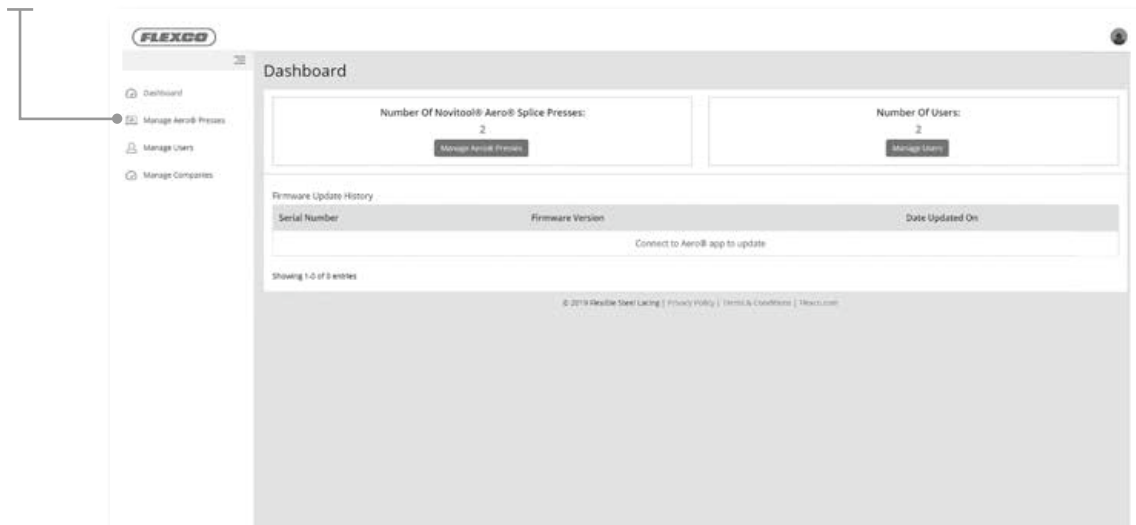 FLEXCO
Dashboard
Dashboard
Manage Aero® Presses
Manage Users
Manage Companies
Number Of Novitool® Aero® Splice Presses:
2
Manage Aero® Presses
Number Of Users:
2
Manage Users
Firmware Update History
Serial Number Firmware Version Date Updated On
Connect to Aero® app to update
Showing 1-0 of 0 entries
© 2019 Flexible Steel Lacing | Privacy Policy | Terms & Conditions | Flexco.com